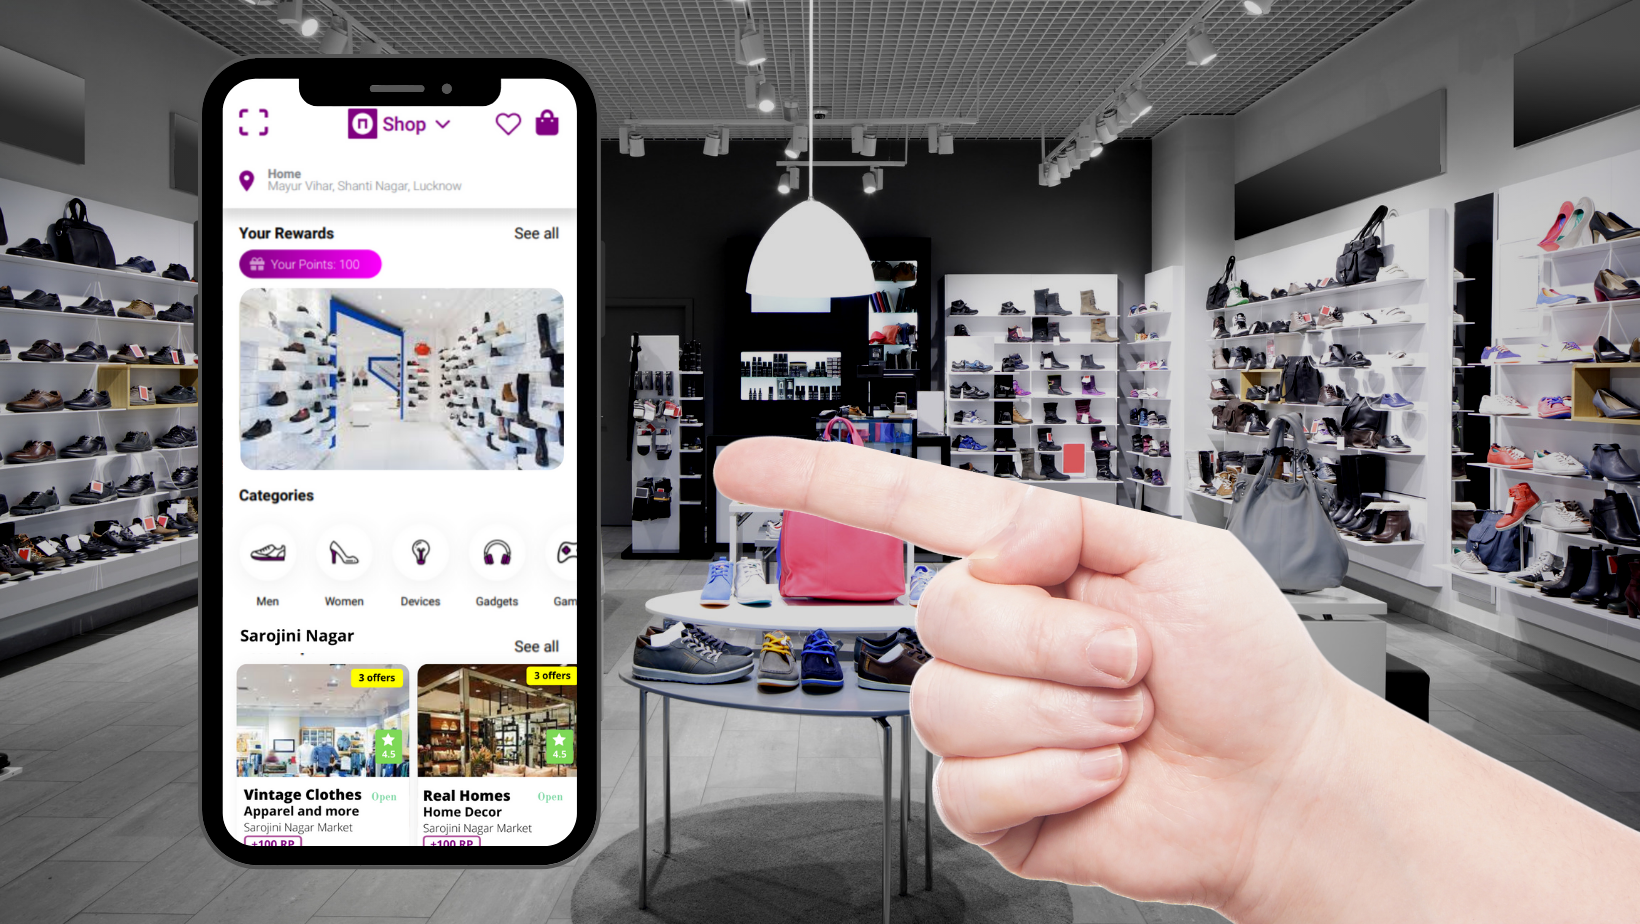 Shop
Home
Mayur Vihar, Shanti Nagar, Lucknow
Your Rewards
See all
Your Points: 100
Categories
Men
Women
Devices
Gadgets
Gam
Sarojini Nagar
See all
3 offers
3 offers
4.5
4.5
Vintage Clothes
Open
Apparel and more
Sarojini Nagar Market
+100 RP
Real Homes
Open
Home Decor
Sarojini Nagar Market
+100 RP